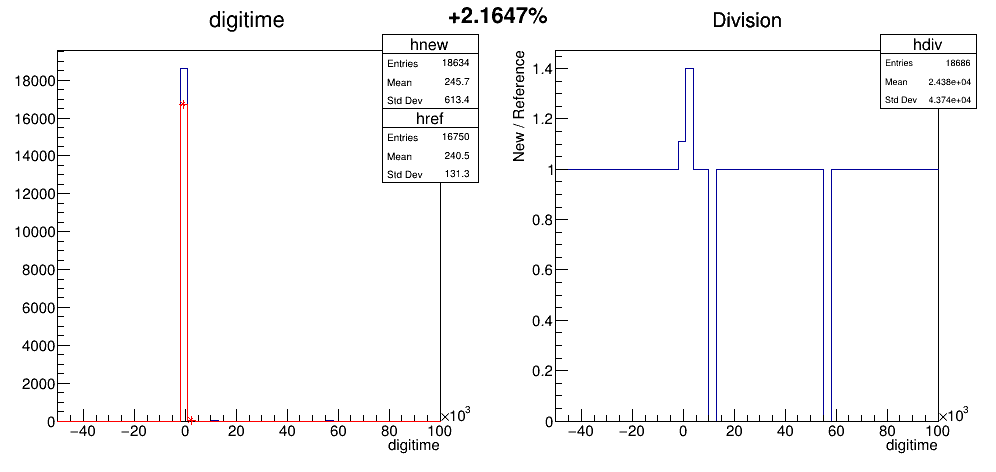 +2.1647%
digitime
hnew
Entries 18634
Mean 245.7
Std Dev 613.4
href
Entries 16750
Mean 240.5
Std Dev 131.3
18000
16000
14000
12000
10000
8000
6000
4000
2000
0
−40 −20 0 20 40 60 80 100
×10³
digitime
Division
hdiv
Entries 18686
Mean 2.438e+04
Std Dev 4.374e+04
New / Reference
1.4
1.2
1
0.8
0.6
0.4
0.2
0
−40 −20 0 20 40 60 80 100
×10³
digitime